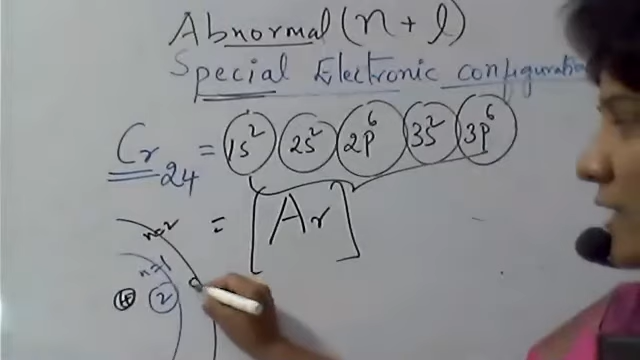 Abnormal (n + l)
Special Electronic configuration
Cr₂₄ = 1s² 2s² 2p⁶ 3s² 3p⁶
= [Ar]
n=2
n=1
2